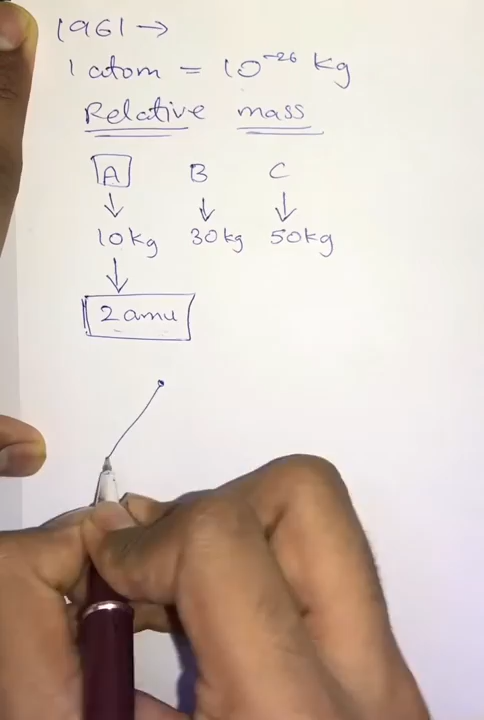 1961 →
1 atom = 10⁻²⁶ kg
Relative mass
A B C
↓ ↓ ↓
10kg 30kg 50kg
↓
2 amu